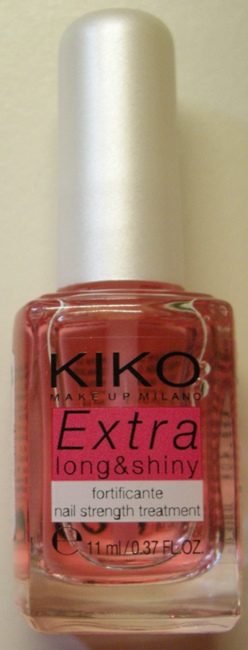 KIKO
MAKE UP MILANO
Extra
long&shiny
fortificante
nail strength treatment
℮ 11 ml/0.37 FL.OZ.